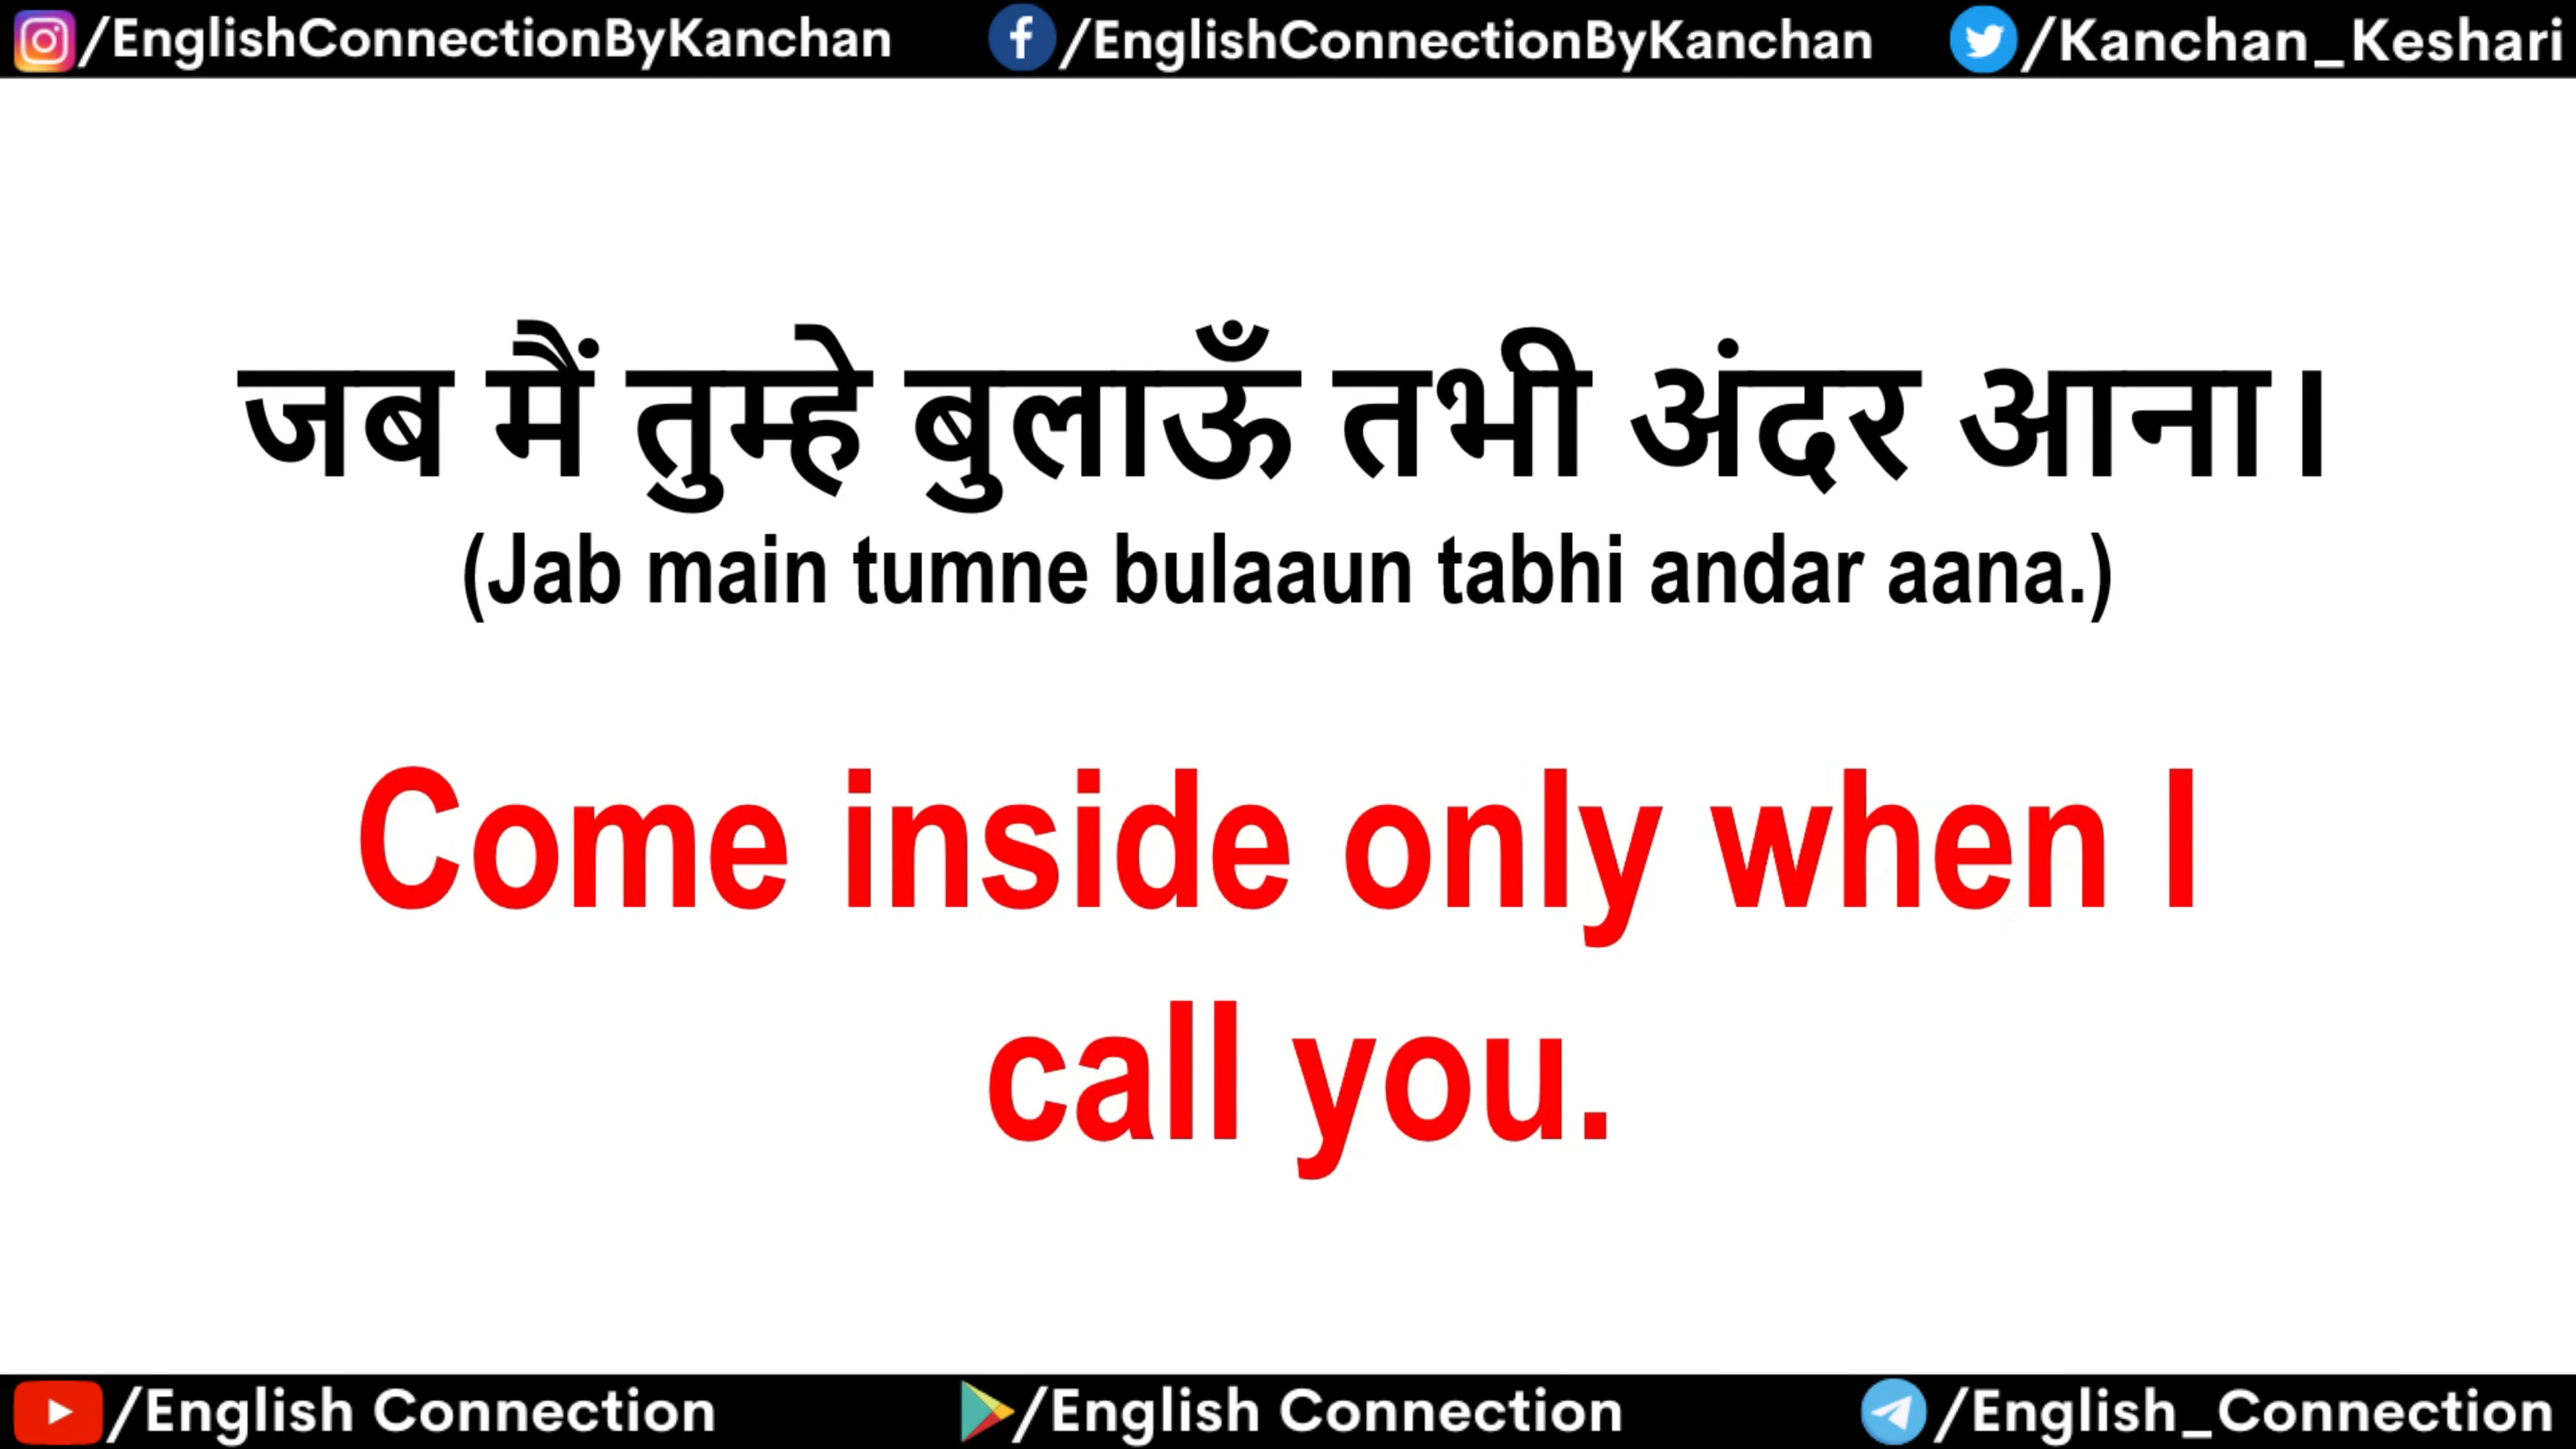 /EnglishConnectionByKanchan /EnglishConnectionByKanchan /Kanchan_Keshari
जब मैं तुम्हे बुलाऊँ तभी अंदर आना।
(Jab main tumne bulaaun tabhi andar aana.)
Come inside only when I
call you.
/English Connection /English Connection /English_Connection